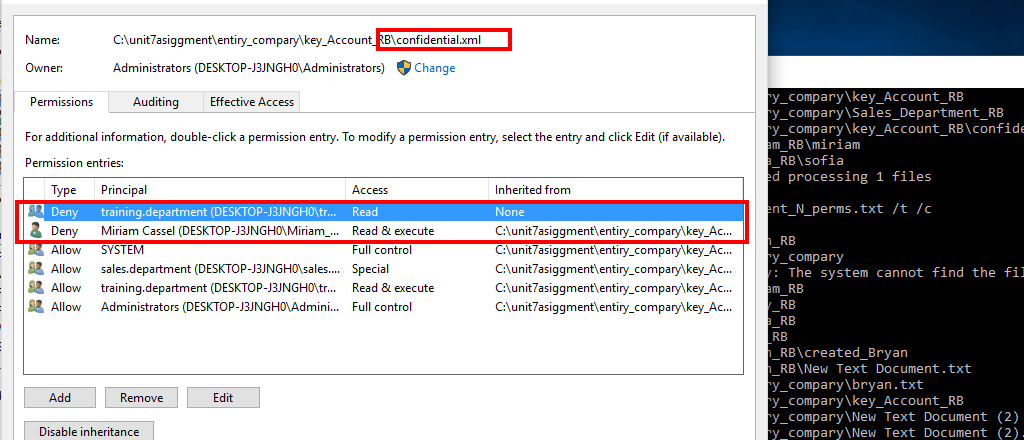 Name: C:\unit7asiggment\entiry_compary\key_Account_RB\confidential.xml
Owner: Administrators (DESKTOP-J3JNGH0\Administrators) Change
Permissions Auditing Effective Access
For additional information, double-click a permission entry. To modify a permission entry, select the entry and click Edit (if available).
Permission entries:
Type Principal Access Inherited from
Deny training.department (DESKTOP-J3JNGH0\tr... Read None
Deny Miriam Cassel (DESKTOP-J3JNGH0\Miriam_... Read & execute C:\unit7asiggment\entiry_compary\key_Ac...
Allow SYSTEM Full control C:\unit7asiggment\entiry_compary\key_Ac...
Allow sales.department (DESKTOP-J3JNGH0\sales.... Special C:\unit7asiggment\entiry_compary\key_Ac...
Allow training.department (DESKTOP-J3JNGH0\tr... Read & execute C:\unit7asiggment\entiry_compary\key_Ac...
Allow Administrators (DESKTOP-J3JNGH0\Admini... Full control C:\unit7asiggment\entiry_compary\key_Ac...
Add Remove Edit
Disable inheritance
ry_compary\key_Account_RB
ry_compary\Sales_Department_RB
ry_compary\key_Account_RB\confide
am_RB\miriam
a_RB\sofia
ed processing 1 files
ent_N_perms.txt /t /c
n_RB
ry_compary
y: The system cannot find the fil
am_RB
y_RB
a_RB
_RB
n_RB\created_Bryan
n_RB\New Text Document.txt
ry_compary\bryan.txt
ry_compary\key_Account_RB
ry_compary\New Text Document (2)
ry_compary\New Text Document (2).